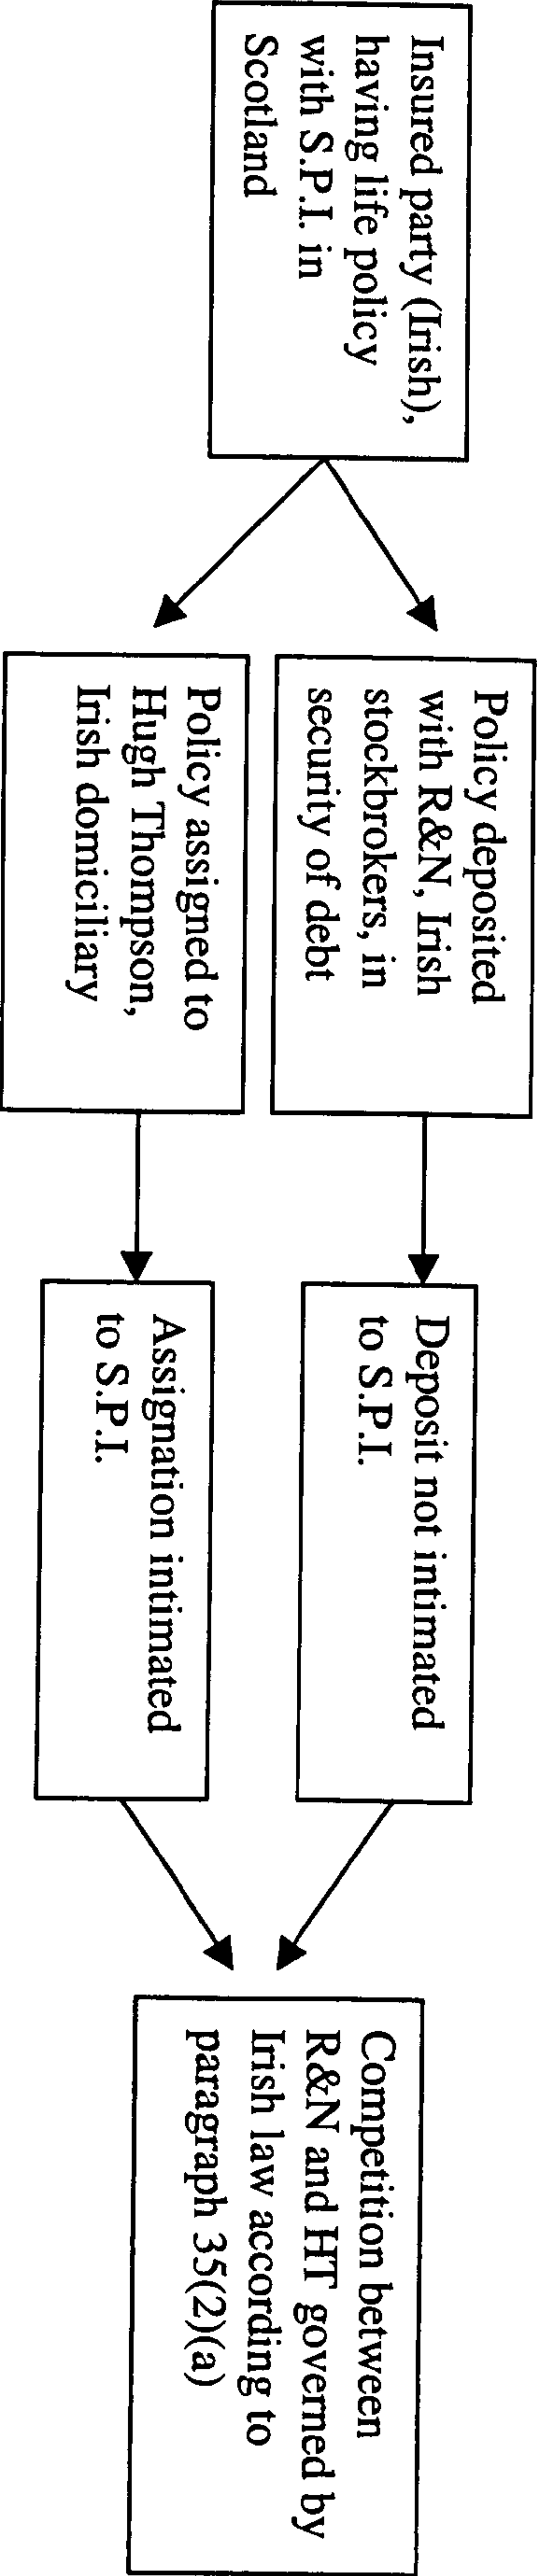 Insured party (Irish),
having life policy
with S.P.I. in
Scotland
Policy deposited
with R&N, Irish
stockbrokers, in
security of debt
Policy assigned to
Hugh Thompson,
Irish domiciliary
Deposit not intimated
to S.P.I.
Assignation intimated
to S.P.I.
Competition between
R&N and HT governed by
Irish law according to
paragraph 35(2)(a)